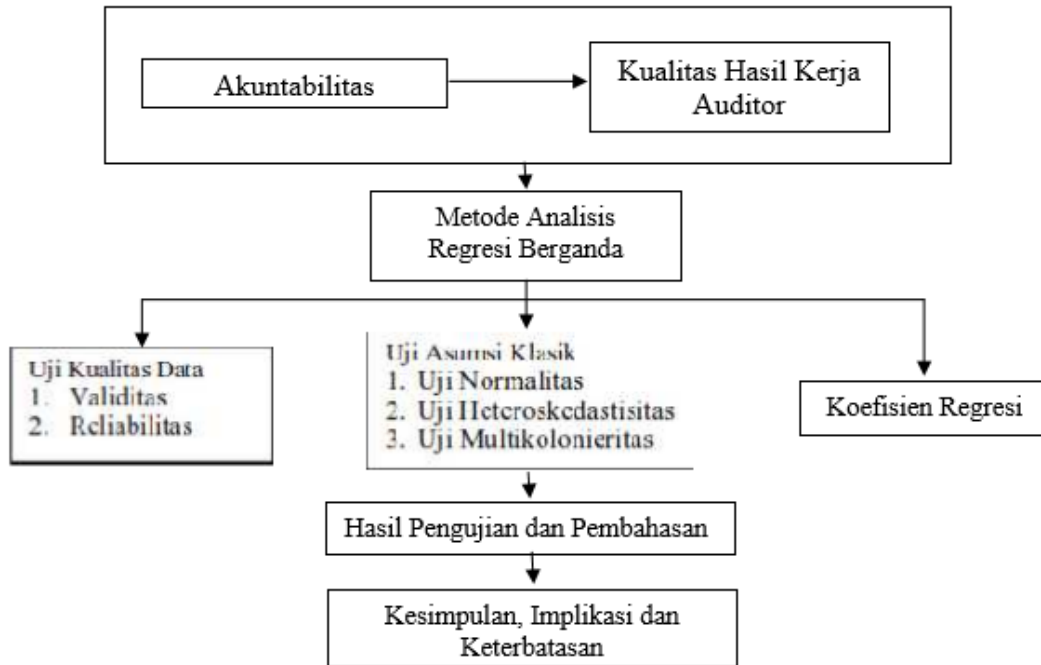 Akuntabilitas
Kualitas Hasil Kerja
Auditor
Metode Analisis
Regresi Berganda
Uji Kualitas Data
1. Validitas
2. Reliabilitas
Uji Asumsi Klasik
1. Uji Normalitas
2. Uji Heteroskedastisitas
3. Uji Multikolonieritas
Koefisien Regresi
Hasil Pengujian dan Pembahasan
Kesimpulan, Implikasi dan
Keterbatasan